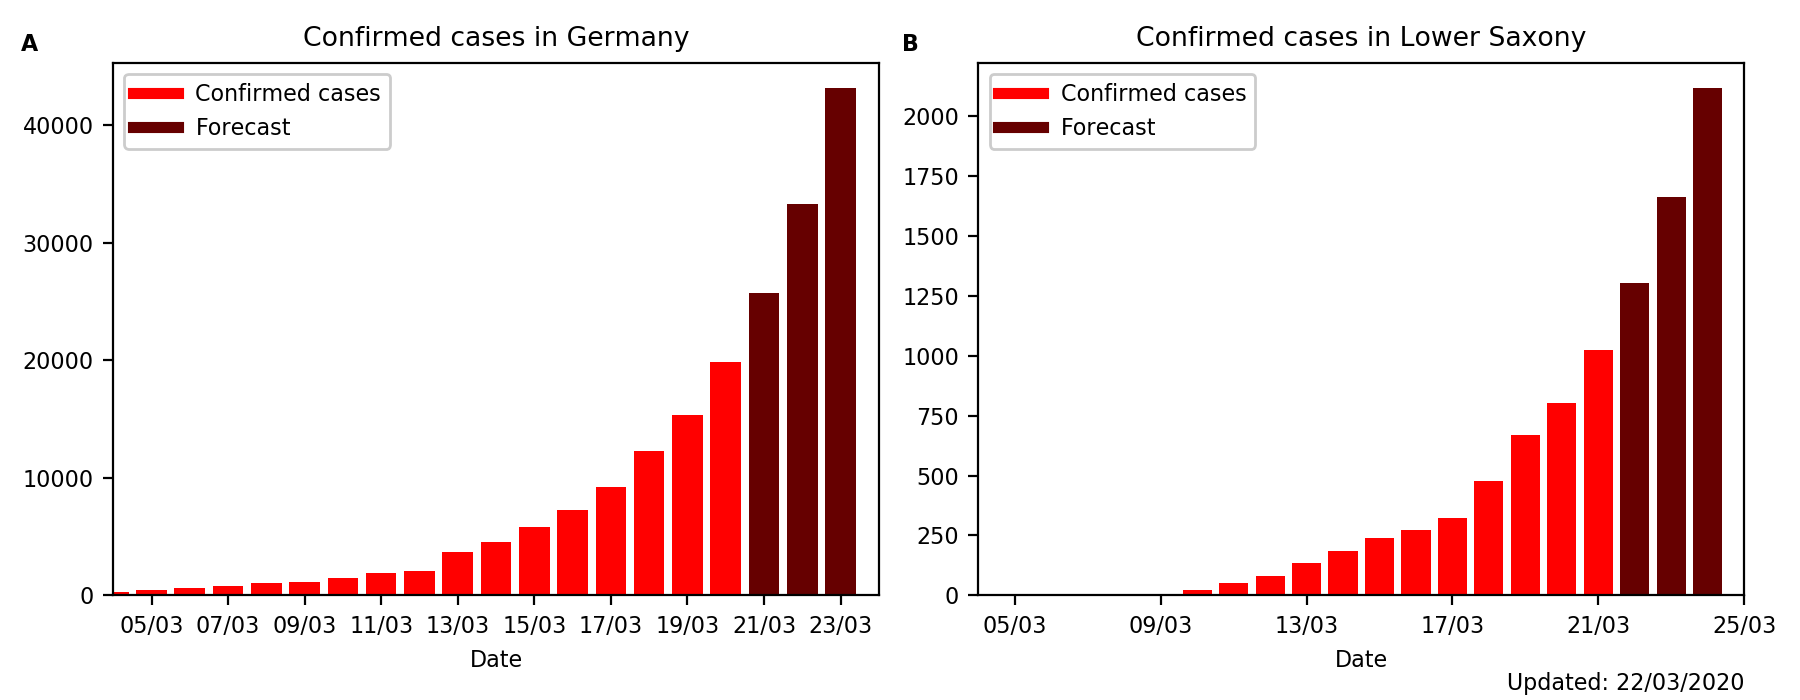 A
Confirmed cases in Germany
Confirmed cases
Forecast
40000
30000
20000
10000
0
05/03 07/03 09/03 11/03 13/03 15/03 17/03 19/03 21/03 23/03
Date
B
Confirmed cases in Lower Saxony
Confirmed cases
Forecast
2000
1750
1500
1250
1000
750
500
250
0
05/03 09/03 13/03 17/03 21/03 25/03
Date
Updated: 22/03/2020